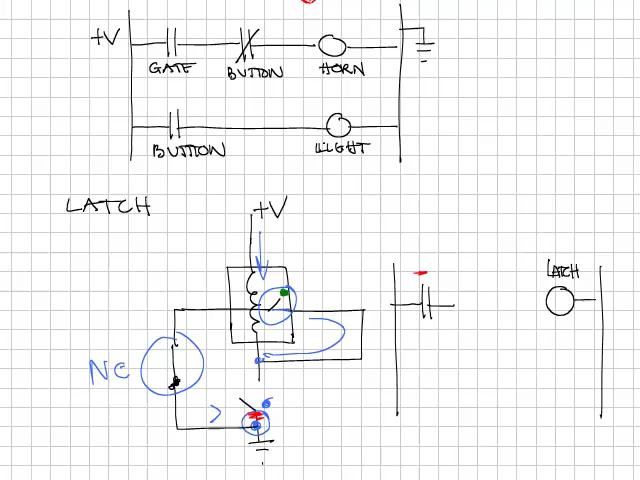 +V
GATE BUTTON HORN
BUTTON LIGHT
LATCH
+V
LATCH
NC